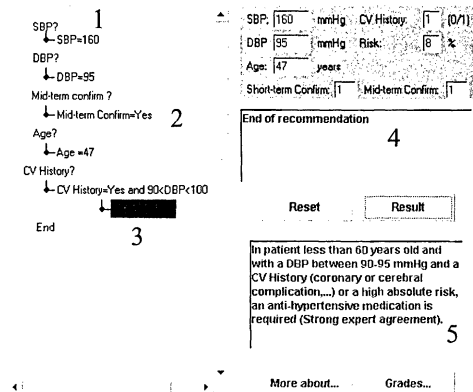 1
SBP?
SBP=160
DBP?
DBP=95
Mid-term confirm ?
Mid-term Confirm=Yes
2
Age?
Age =47
CV History?
CV History=Yes and 90<DBP<100
End
3
SBP: 160 mmHg CV History: 1 (0/1)
DBP 95 mmHg Risk: 8 %
Age: 47 years
Short-term Confirm: 1 Mid-term Confirm: 1
End of recommendation
4
Reset Result
In patient less than 60 years old and
with a DBP between 90-95 mmHg and a
CV History (coronary or cerebral
complication,...) or a high absolute risk,
an anti-hypertensive medication is
required (Strong expert agreement).
5
More about... Grades...